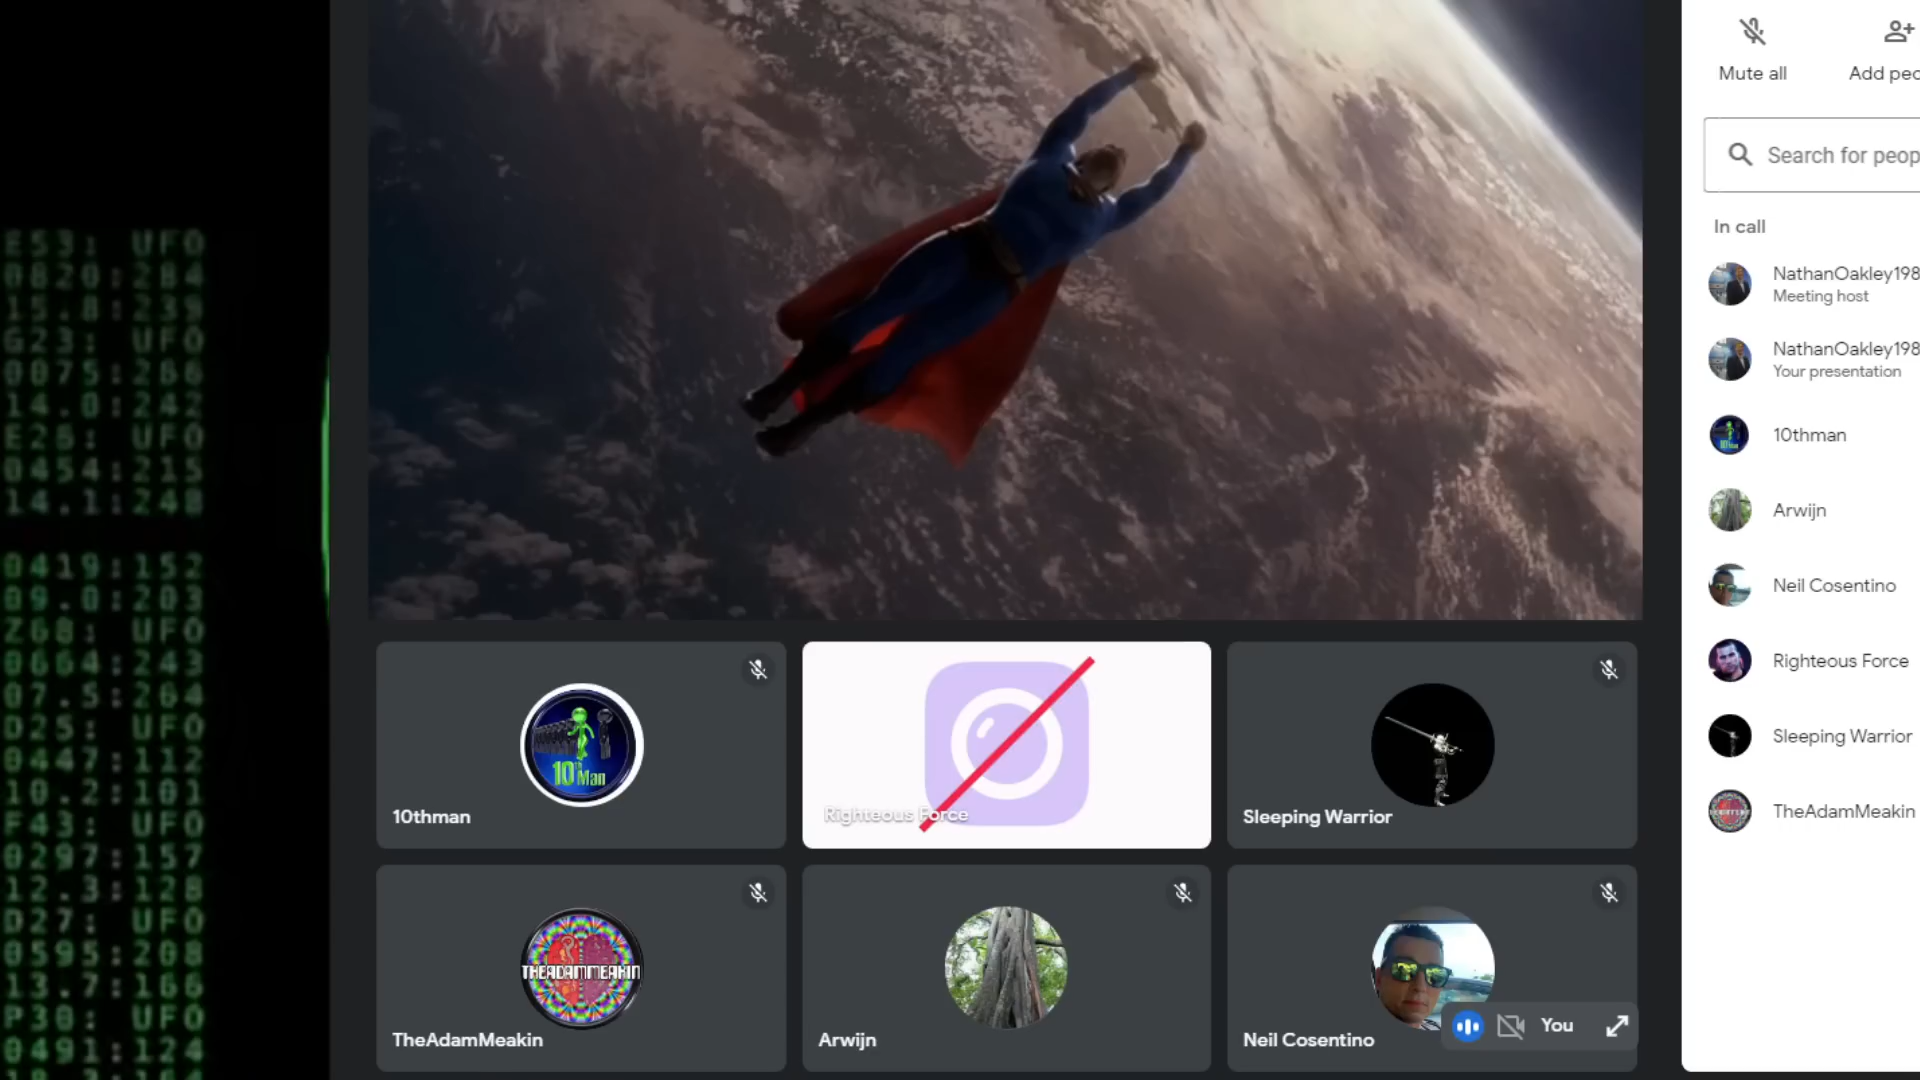 E53: UFO
0820:284
15.8:239
G23: UFO
0075:266
14.0:242
E26: UFO
0454:215
14.1:248
0419:152
09.0:203
Z68: UFO
0664:243
07.5:264
D25: UFO
0447:112
10.2:101
F43: UFO
0297:157
12.3:128
D27: UFO
0595:208
13.7:166
P30: UFO
0491:124
10thman
10th Man
Righteous Force
Sleeping Warrior
TheAdamMeakin
THEADAMMEAKIN
Arwijn
Neil Cosentino
You
Mute all
Add peo
Search for peop
In call
NathanOakley198
Meeting host
NathanOakley198
Your presentation
10thman
Arwijn
Neil Cosentino
Righteous Force
Sleeping Warrior
TheAdamMeakin